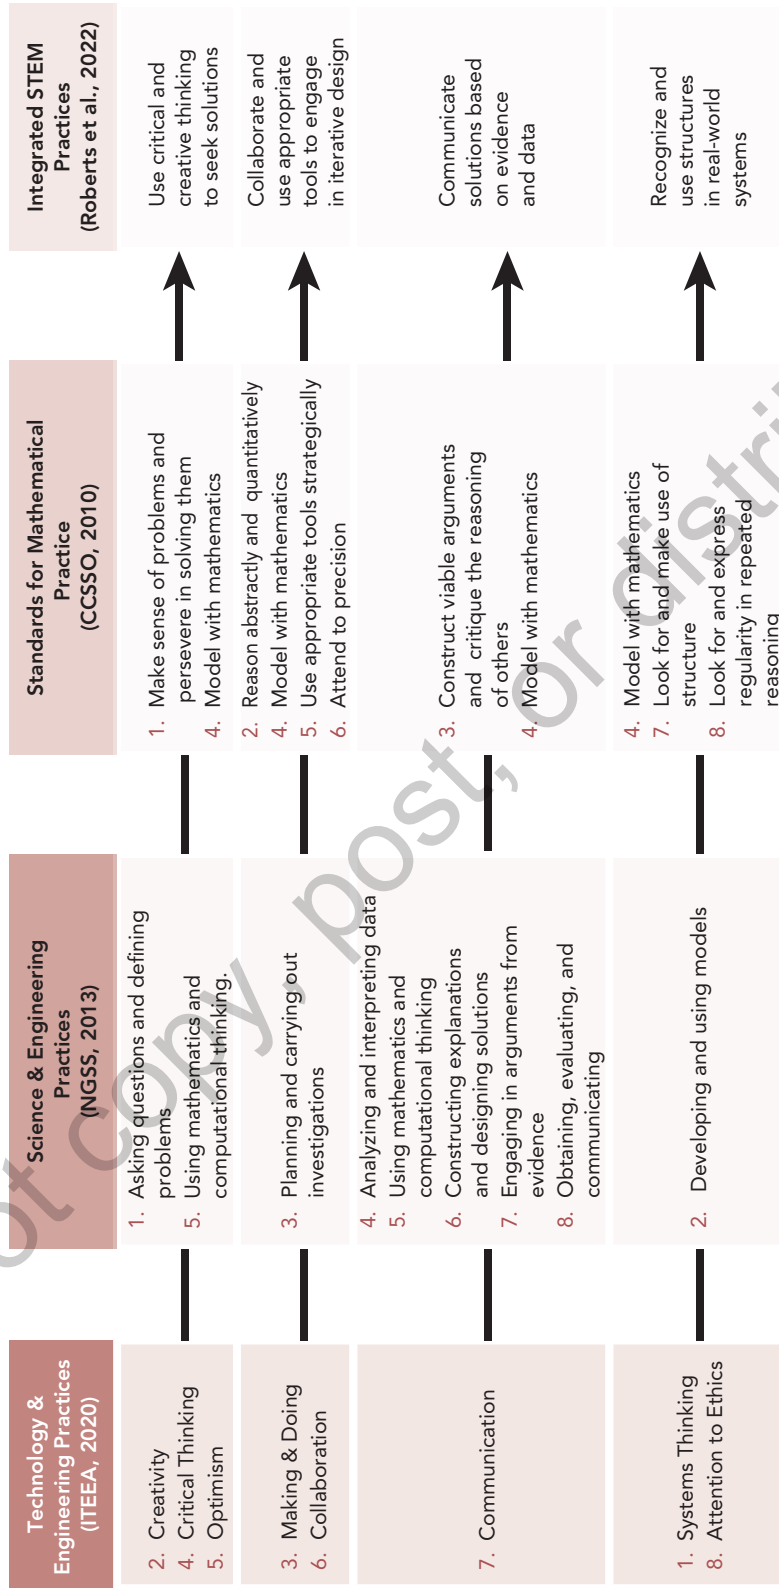 Technology &
Engineering Practices
(ITEEA, 2020)
Science & Engineering
Practices
(NGSS, 2013)
Standards for Mathematical
Practice
(CCSSO, 2010)
Integrated STEM
Practices
(Roberts et al., 2022)
2. Creativity
4. Critical Thinking
5. Optimism
1. Asking questions and defining
problems
5. Using mathematics and
computational thinking.
1. Make sense of problems and
persevere in solving them
4. Model with mathematics
Use critical and
creative thinking
to seek solutions
3. Making & Doing
6. Collaboration
3. Planning and carrying out
investigations
2. Reason abstractly and quantitatively
4. Model with mathematics
5. Use appropriate tools strategically
6. Attend to precision
Collaborate and
use appropriate
tools to engage
in iterative design
7. Communication
4. Analyzing and interpreting data
5. Using mathematics and
computational thinking
6. Constructing explanations
and designing solutions
7. Engaging in arguments from
evidence
8. Obtaining, evaluating, and
communicating
3. Construct viable arguments
and critique the reasoning
of others
4. Model with mathematics
Communicate
solutions based
on evidence
and data
1. Systems Thinking
8. Attention to Ethics
2. Developing and using models
4. Model with mathematics
7. Look for and make use of
structure
8. Look for and express
regularity in repeated
reasoning
Recognize and
use structures
in real-world
systems
copy, post, or